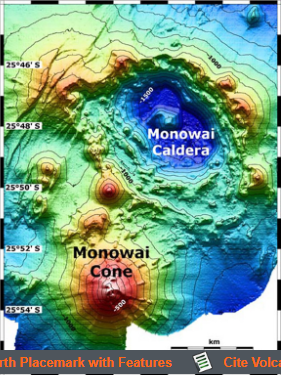 25°46' S
-1000
-1500
25°48' S
Monowai
Caldera
-1000
25°50' S
25°52' S
Monowai
Cone
-500
25°54' S
km
rth Placemark with Features
Cite Volca